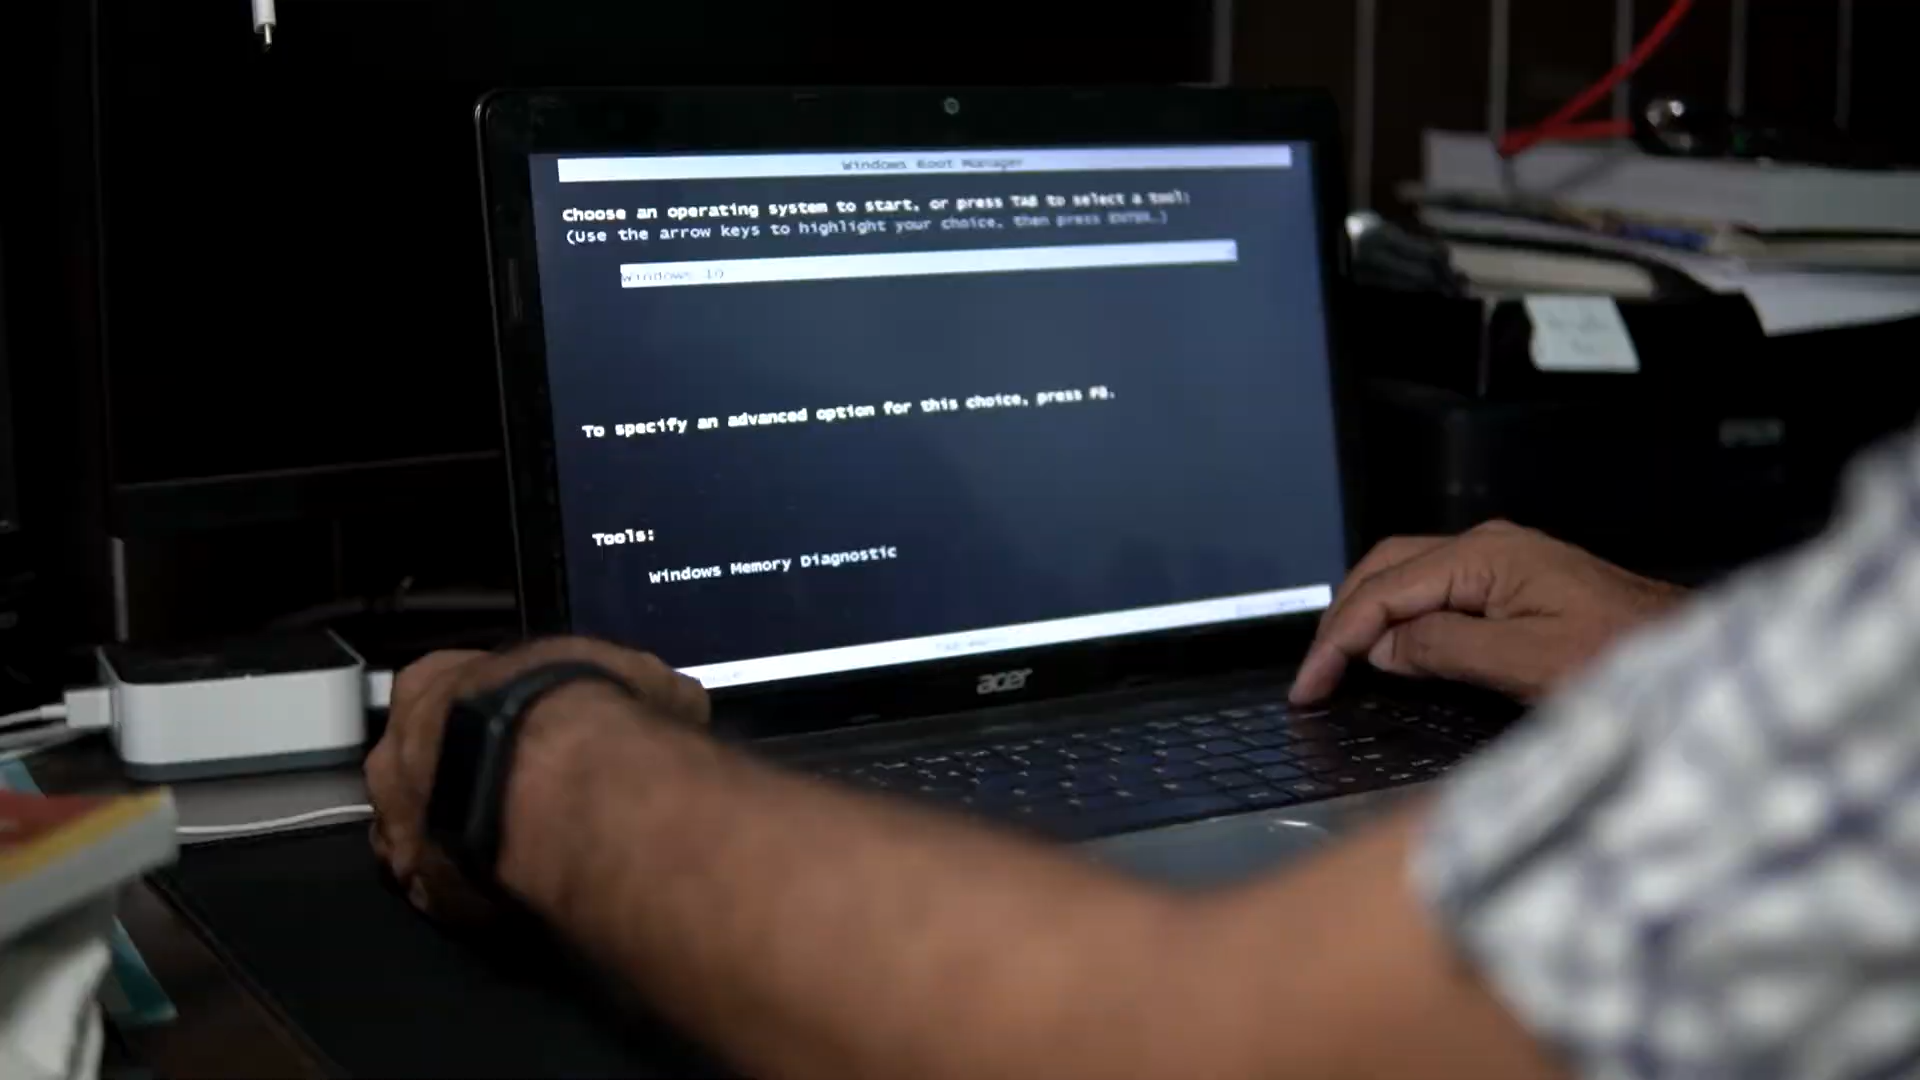 Windows Boot Manager
Choose an operating system to start, or press TAB to select a tool:
(Use the arrow keys to highlight your choice, then press ENTER.)
Windows 10
To specify an advanced option for this choice, press F8.
Tools:
Windows Memory Diagnostic
acer
EPSON